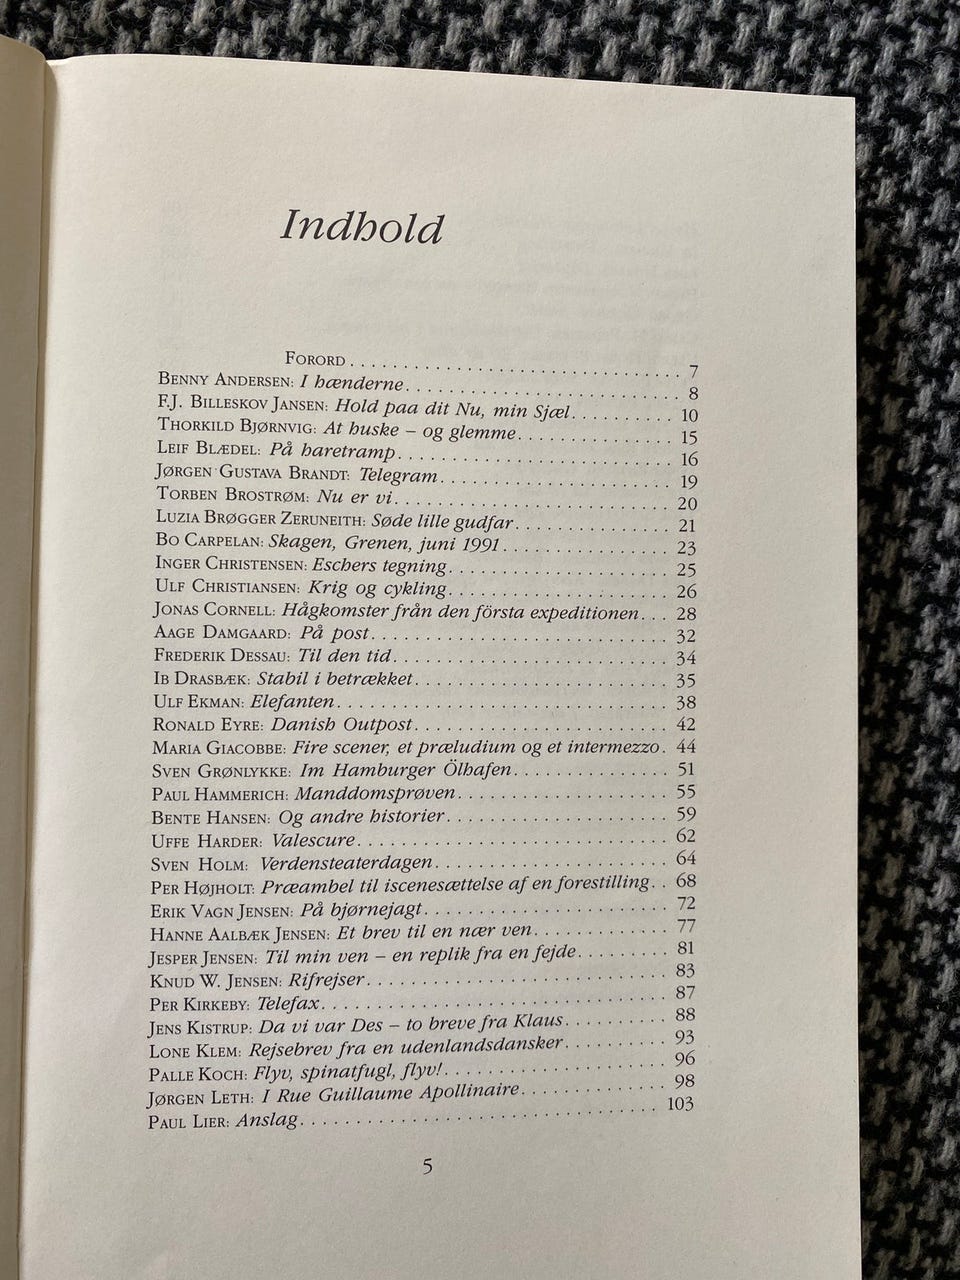 Indhold
FORORD . . . . . . . . . . . . . . . . . . . . . . . . . . . . . . . 7
BENNY ANDERSEN: I hænderne. . . . . . . . . . . . . . . . . . . . . . . . . . 8
F.J. BILLESKOV JANSEN: Hold paa dit Nu, min Sjæl. . . . . . . . . . 10
THORKILD BJØRNVIG: At huske – og glemme. . . . . . . . . . . . . . . 15
LEIF BLÆDEL: På haretramp. . . . . . . . . . . . . . . . . . . . . . . . . . 16
JØRGEN GUSTAVA BRANDT: Telegram. . . . . . . . . . . . . . . . . . . . . . 19
TORBEN BROSTRØM: Nu er vi. . . . . . . . . . . . . . . . . . . . . . . . . . 20
LUZIA BRØGGER ZERUNEITH: Søde lille gudfar. . . . . . . . . . . . . . . 21
BO CARPELAN: Skagen, Grenen, juni 1991. . . . . . . . . . . . . . . . 23
INGER CHRISTENSEN: Eschers tegning. . . . . . . . . . . . . . . . . . . . . 25
ULF CHRISTIANSEN: Krig og cykling. . . . . . . . . . . . . . . . . . . . . 26
JONAS CORNELL: Hågkomster från den första expeditionen. . . 28
AAGE DAMGAARD: På post. . . . . . . . . . . . . . . . . . . . . . . . . . . . 32
FREDERIK DESSAU: Til den tid. . . . . . . . . . . . . . . . . . . . . . . . . . 34
IB DRASBÆK: Stabil i betrækket. . . . . . . . . . . . . . . . . . . . . . . . 35
ULF EKMAN: Elefanten. . . . . . . . . . . . . . . . . . . . . . . . . . . . . . 38
RONALD EYRE: Danish Outpost. . . . . . . . . . . . . . . . . . . . . . . . 42
MARIA GIACOBBE: Fire scener, et præludium og et intermezzo. 44
SVEN GRØNLYKKE: Im Hamburger Ölhafen. . . . . . . . . . . . . . . 51
PAUL HAMMERICH: Manddomsprøven. . . . . . . . . . . . . . . . . . . . 55
BENTE HANSEN: Og andre historier. . . . . . . . . . . . . . . . . . . . . 59
UFFE HARDER: Valescure. . . . . . . . . . . . . . . . . . . . . . . . . . . . 62
SVEN HOLM: Verdensteaterdagen. . . . . . . . . . . . . . . . . . . . . . 64
PER HØJHOLT: Præambel til iscenesættelse af en forestilling. . 68
ERIK VAGN JENSEN: På bjørnejagt. . . . . . . . . . . . . . . . . . . . . . . 72
HANNE AALBÆK JENSEN: Et brev til en nær ven. . . . . . . . . . . . . 77
JESPER JENSEN: Til min ven – en replik fra en fejde. . . . . . . . . 81
KNUD W. JENSEN: Rifrejser. . . . . . . . . . . . . . . . . . . . . . . . . . . 83
PER KIRKEBY: Telefax. . . . . . . . . . . . . . . . . . . . . . . . . . . . . . . 87
JENS KISTRUP: Da vi var Des – to breve fra Klaus. . . . . . . . . . 88
LONE KLEM: Rejsebrev fra en udenlandsdansker. . . . . . . . . . 93
PALLE KOCH: Flyv, spinatfugl, flyv!. . . . . . . . . . . . . . . . . . . . . 96
JØRGEN LETH: I Rue Guillaume Apollinaire. . . . . . . . . . . . . . 98
PAUL LIER: Anslag. . . . . . . . . . . . . . . . . . . . . . . . . . . . . . . . 103
5